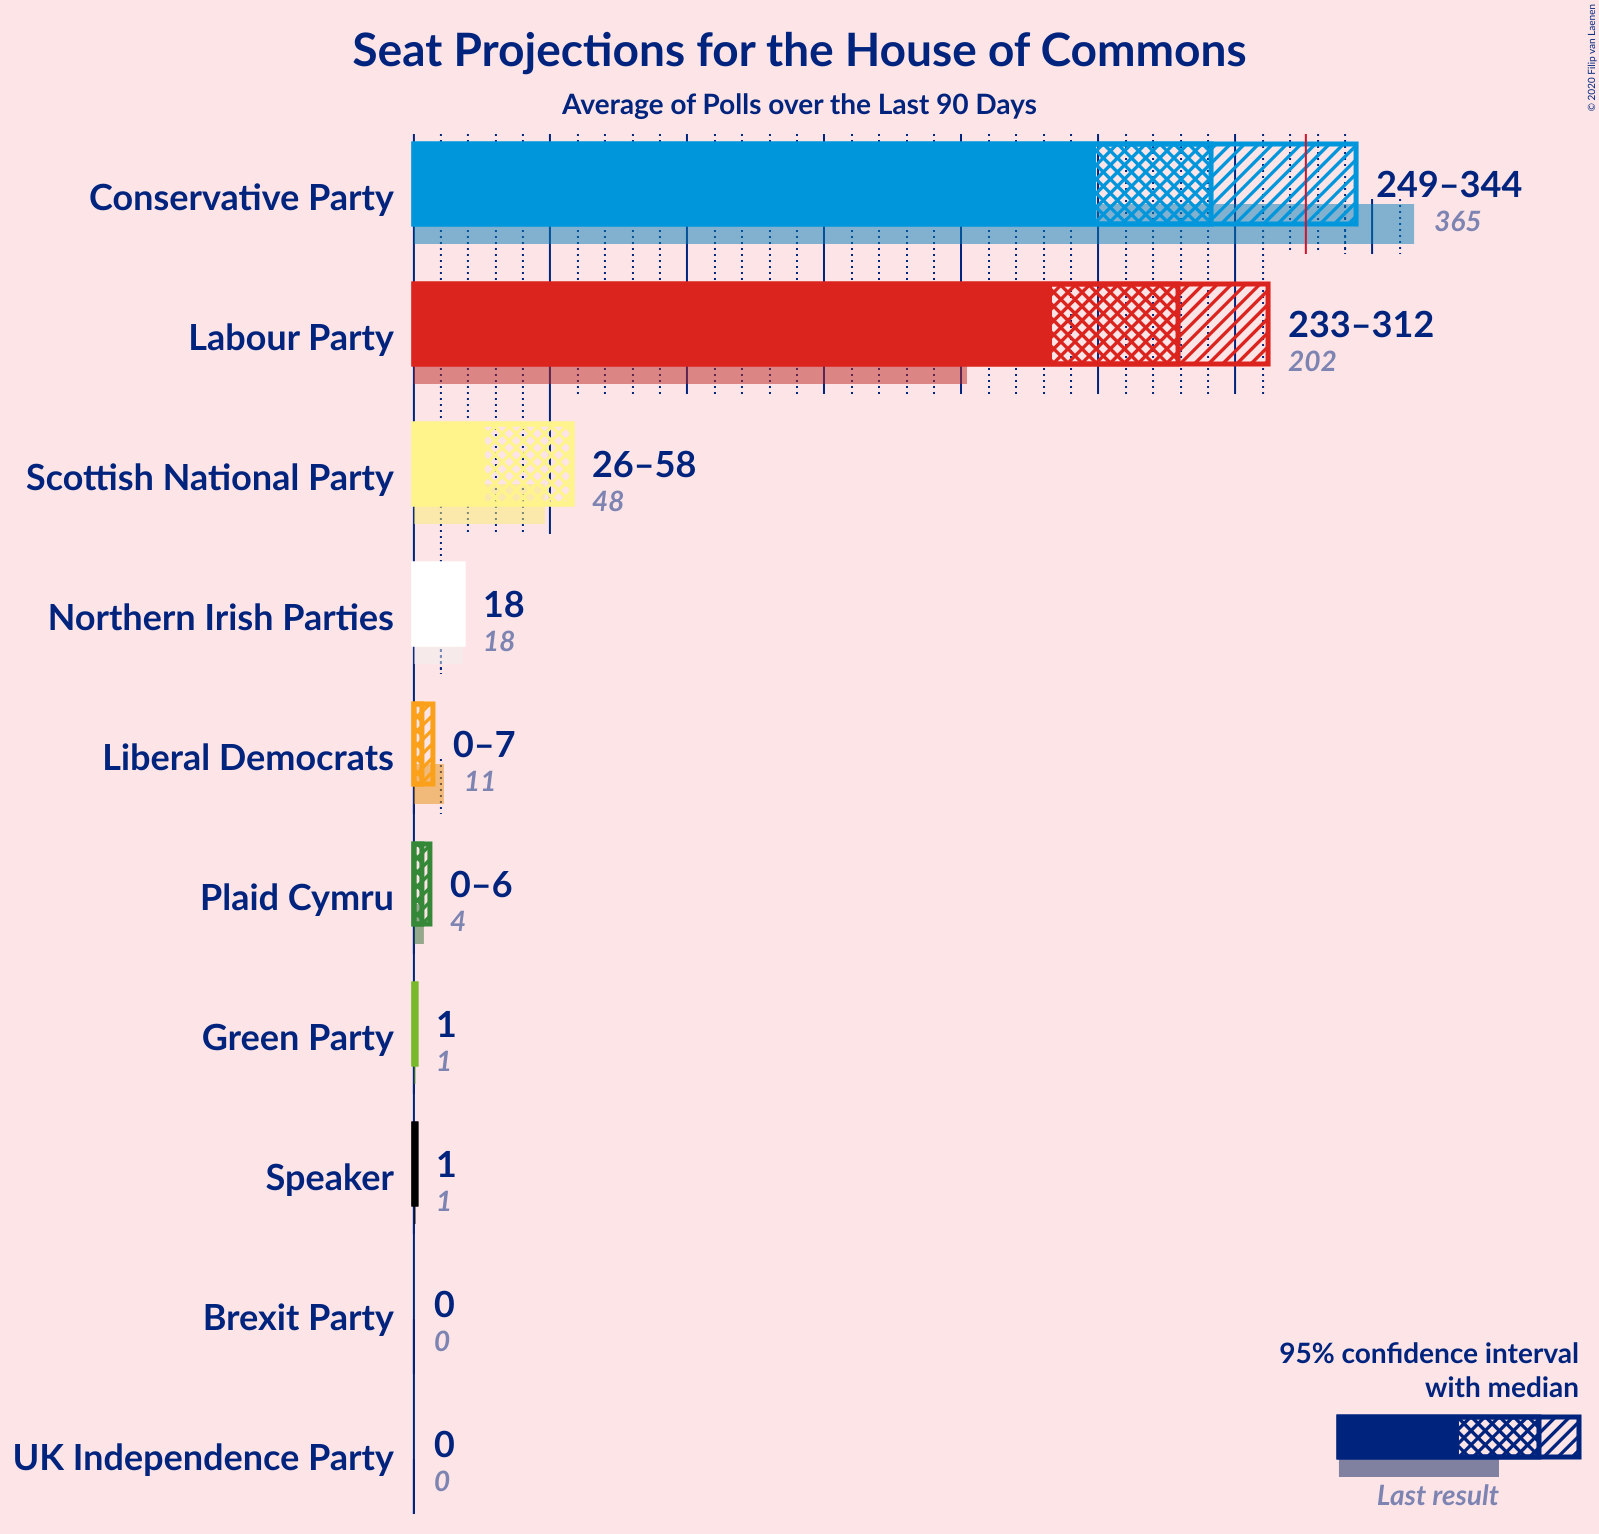 Seat Projections for the House of Commons
Average of Polls over the Last 90 Days
© 2020 Filip van Laenen
Conservative Party
249–344
365
Labour Party
233–312
202
Scottish National Party
26–58
48
Northern Irish Parties
18
18
Liberal Democrats
0–7
11
Plaid Cymru
0–6
4
Green Party
1
1
Speaker
1
1
Brexit Party
0
0
UK Independence Party
0
0
95% confidence interval
with median
Last result